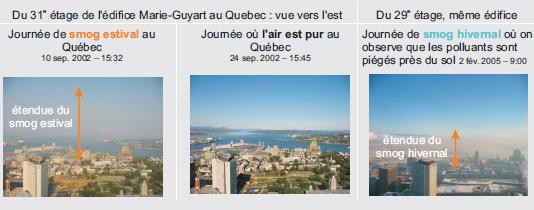 Du 31ᵉ étage de l'édifice Marie-Guyart au Quebec : vue vers l'est
Du 29ᵉ étage, même édifice
Journée de smog estival au
Québec
10 sep. 2002 – 15:32
Journée où l'air est pur au
Québec
24 sep. 2002 – 15:45
Journée de smog hivernal où on
observe que les polluants sont
piégés près du sol 2 fév. 2005 – 9:00
étendue du
smog estival
étendue du
smog hivernal